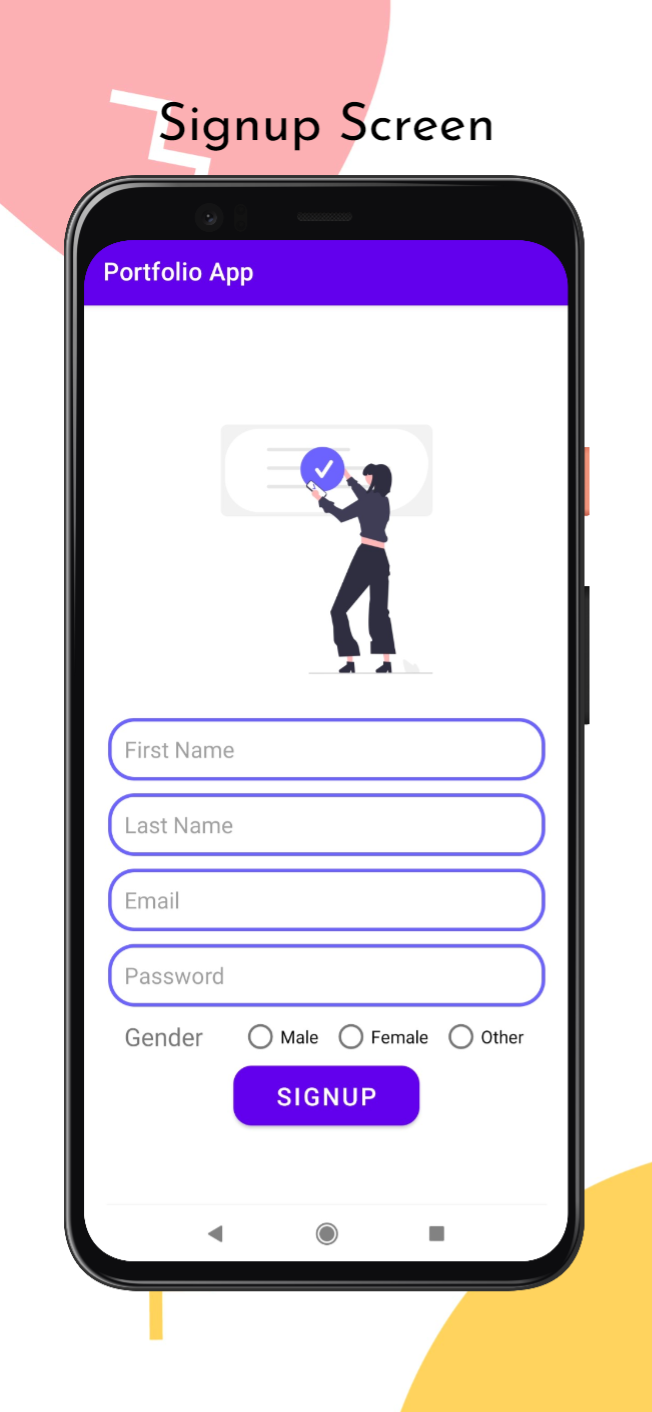 Signup Screen
Portfolio App
First Name
Last Name
Email
Password
Gender Male Female Other
SIGNUP